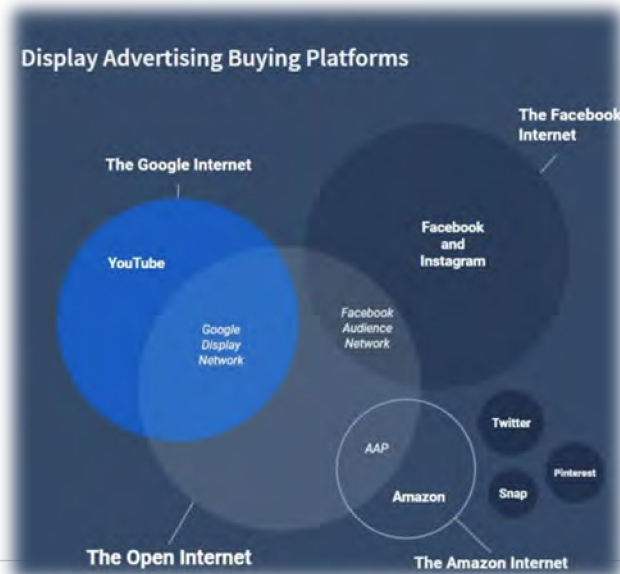 Display Advertising Buying Platforms
The Facebook
Internet
The Google Internet
Facebook
and
Instagram
YouTube
Google
Display
Network
Facebook
Audience
Network
Twitter
AAP
Pinterest
Amazon
Snap
The Open Internet
The Amazon Internet